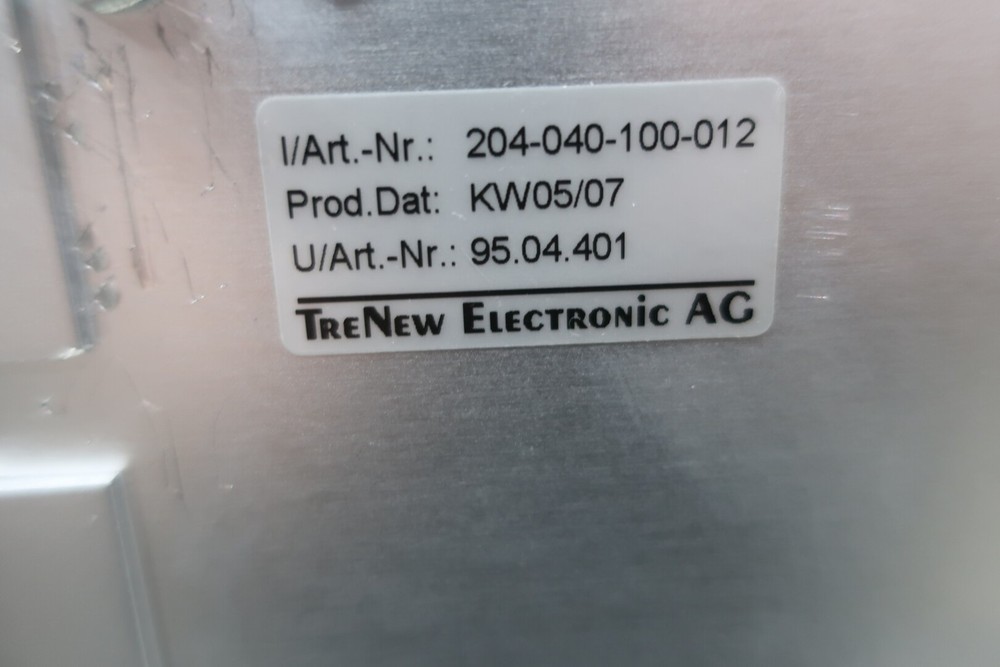 I/Art.-Nr.: 204-040-100-012
Prod.Dat: KW05/07
U/Art.-Nr.: 95.04.401
TreNew Electronic AG